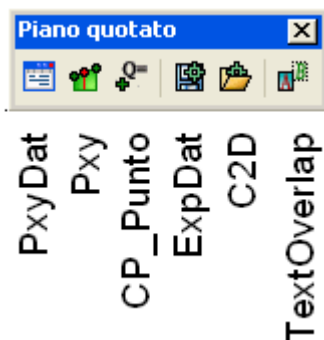 Piano quotato
Q=
PxyDat
Pxy
CP_Punto
ExpDat
C2D
TextOverlap